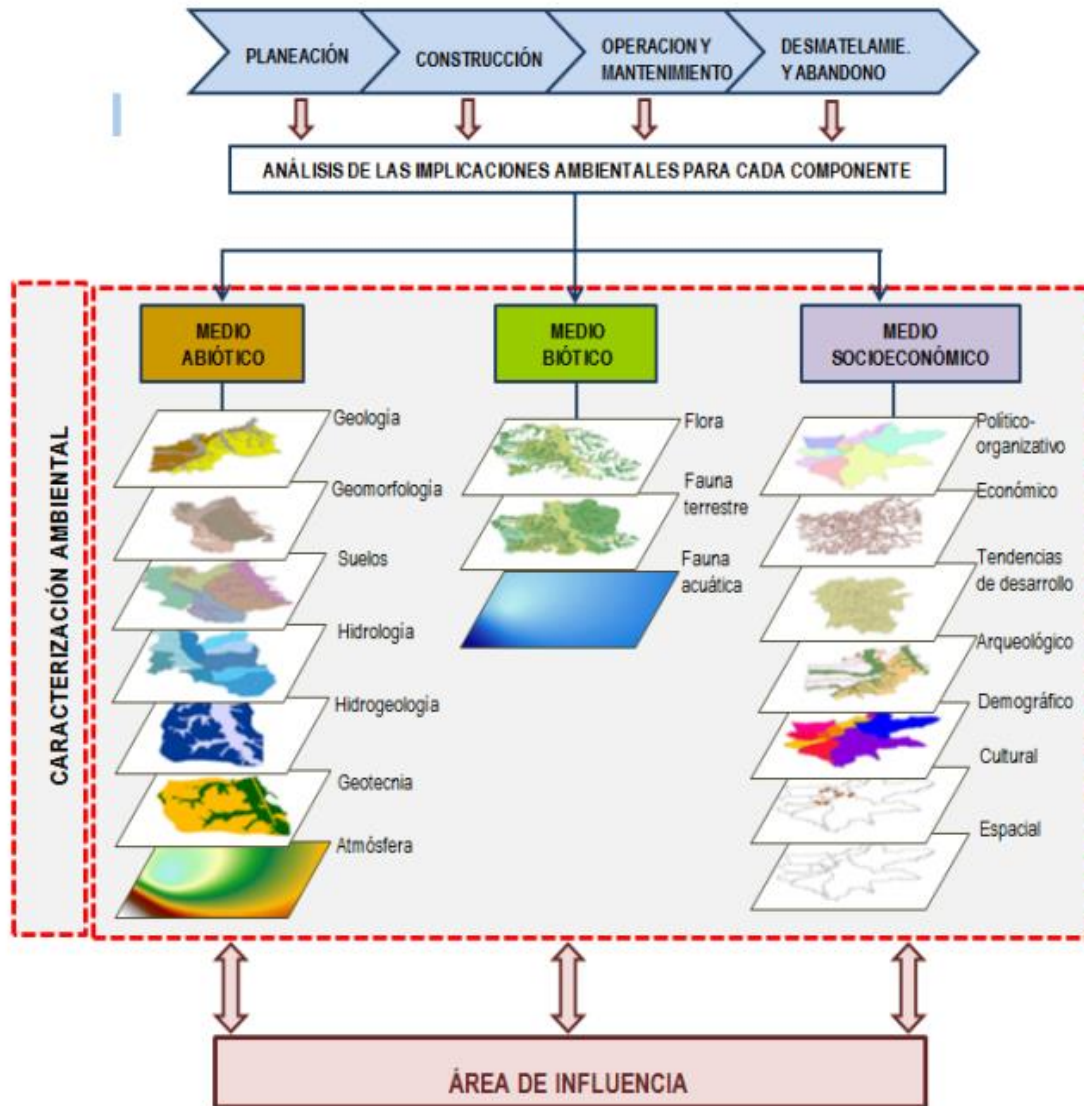 PLANEACIÓN
CONSTRUCCIÓN
OPERACION Y
MANTENIMIENTO
DESMATELAMIE.
Y ABANDONO
ANÁLISIS DE LAS IMPLICACIONES AMBIENTALES PARA CADA COMPONENTE
CARACTERIZACIÓN AMBIENTAL
MEDIO
ABIÓTICO
Geología
Geomorfología
Suelos
Hidrología
Hidrogeología
Geotecnia
Atmósfera
MEDIO
BIÓTICO
Flora
Fauna
terrestre
Fauna
acuática
MEDIO
SOCIOECONÓMICO
Político-
organizativo
Económico
Tendencias
de desarrollo
Arqueológico
Demográfico
Cultural
Espacial
ÁREA DE INFLUENCIA